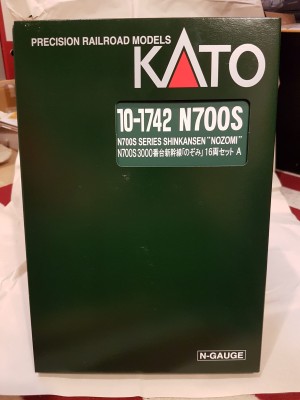 PRECISION RAILROAD MODELS
KATO
10-1742 N700S
N700S SERIES SHINKANSEN "NOZOMI"
N700S 3000番台新幹線「のぞみ」16両セット A
N-GAUGE